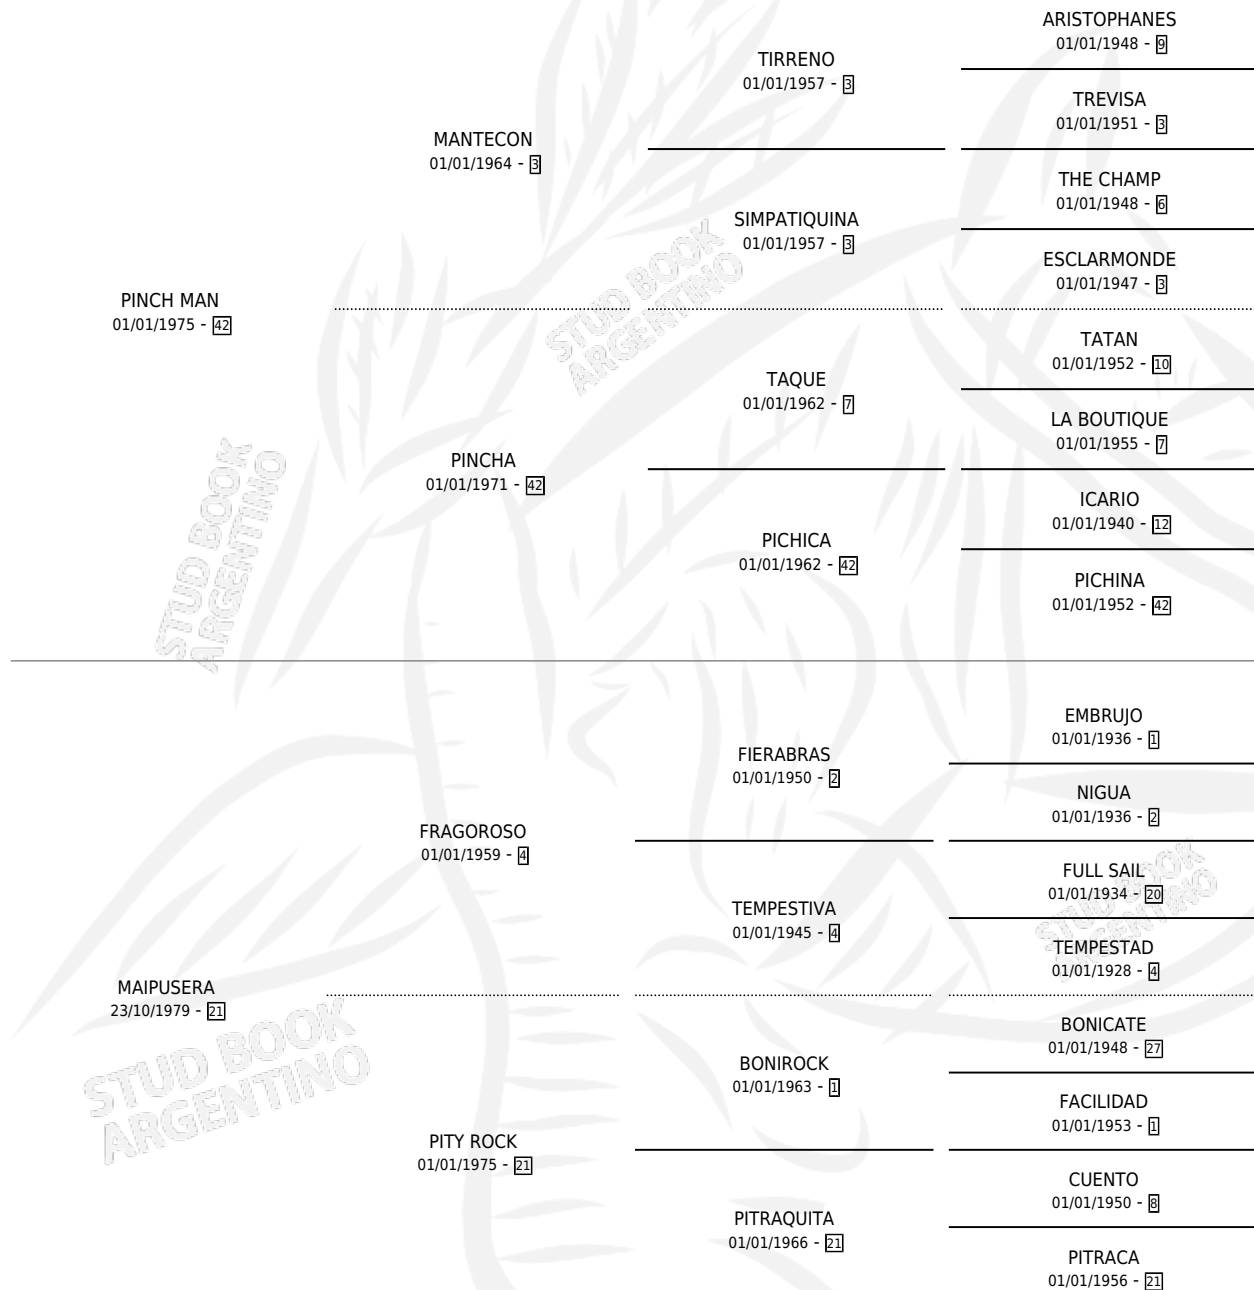 ARISTOPHANES
01/01/1948 - 9
TIRRENO
01/01/1957 - 3
TREVISA
01/01/1951 - 3
MANTECON
01/01/1964 - 3
THE CHAMP
01/01/1948 - 6
SIMPATIQUINA
01/01/1957 - 3
ESCLARMONDE
01/01/1947 - 3
PINCH MAN
01/01/1975 - 42
STUD BOOK
ARGENTINO
TATAN
01/01/1952 - 10
TAQUE
01/01/1962 - 7
LA BOUTIQUE
01/01/1955 - 7
PINCHA
01/01/1971 - 42
ICARIO
01/01/1940 - 12
PICHICA
01/01/1962 - 42
PICHINA
01/01/1952 - 42
STUD BOOK
ARGENTINO
EMBRUJO
01/01/1936 - 1
FIERABRAS
01/01/1950 - 2
NIGUA
01/01/1936 - 2
FRAGOROSO
01/01/1959 - 4
FULL SAIL
01/01/1934 - 20
TEMPESTIVA
01/01/1945 - 4
STUD BOOK
ARGENTINO
TEMPESTAD
01/01/1928 - 4
MAIPUSERA
23/10/1979 - 21
STUD BOOK
ARGENTINO
BONICATE
01/01/1948 - 27
BONIROCK
01/01/1963 - 1
FACILIDAD
01/01/1953 - 1
PITY ROCK
01/01/1975 - 21
CUENTO
01/01/1950 - 8
PITRAQUITA
01/01/1966 - 21
PITRACA
01/01/1956 - 21